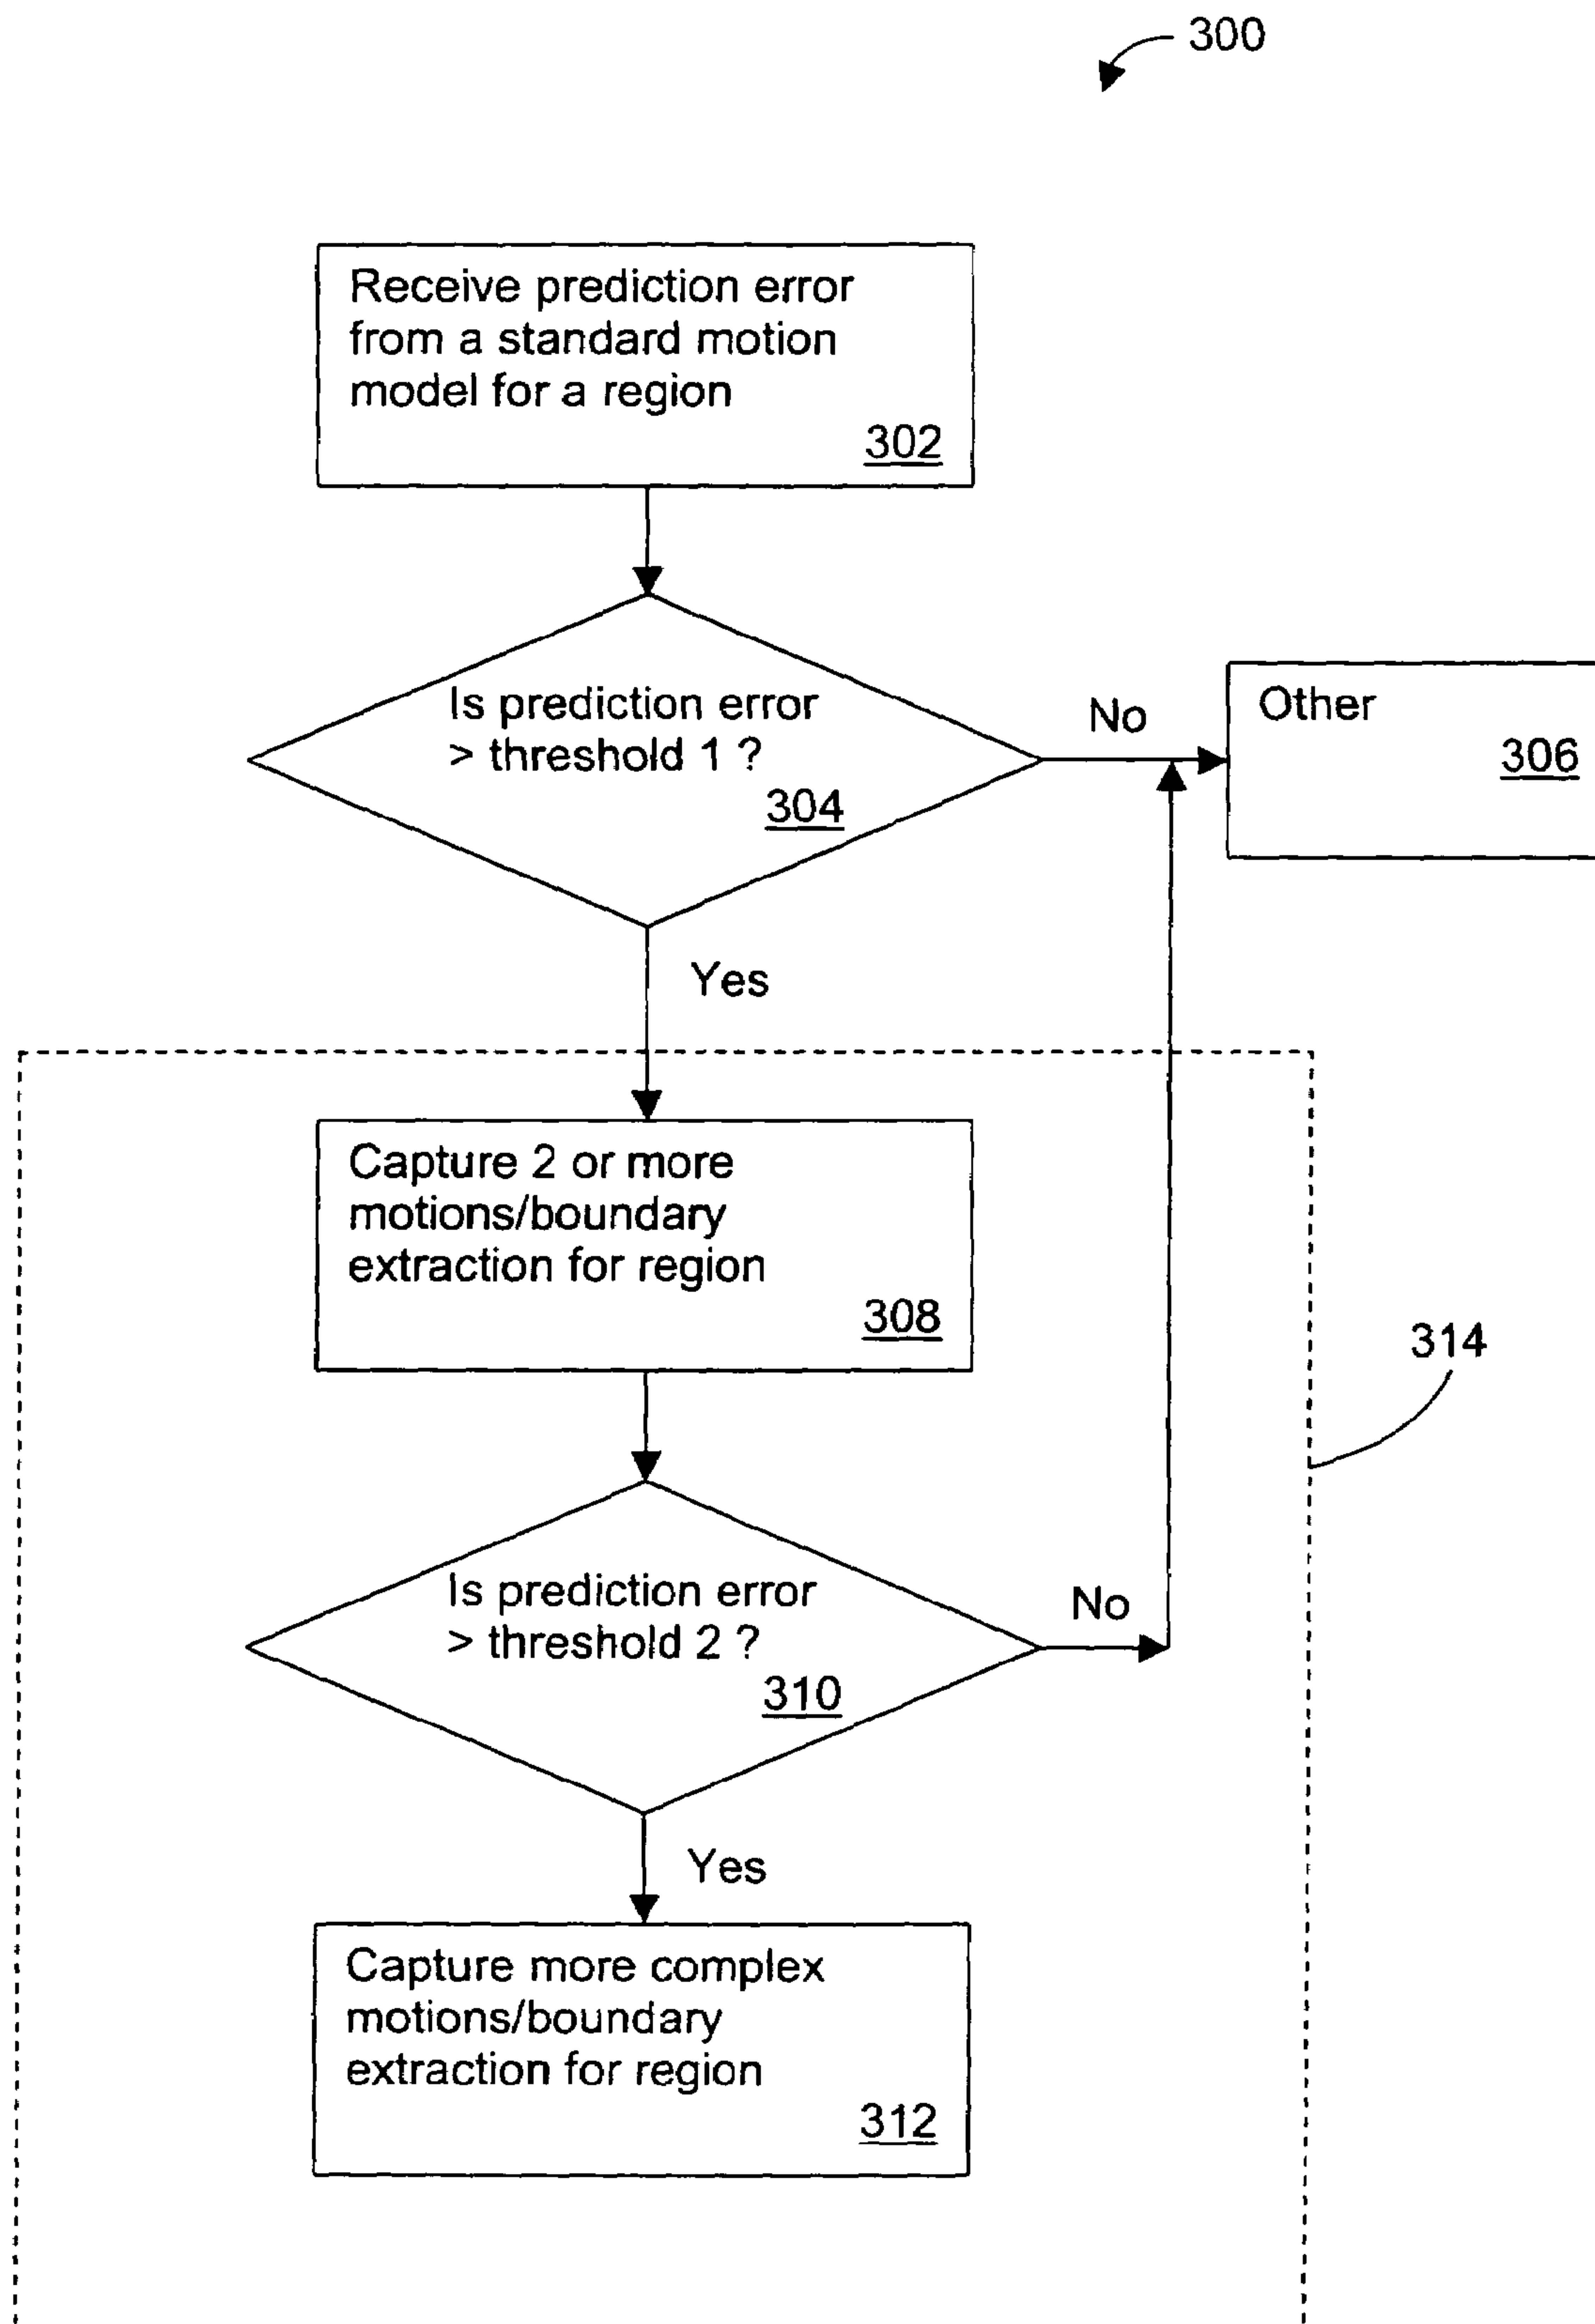 300
Receive prediction error
from a standard motion
model for a region
302
Is prediction error
> threshold 1 ?
304
No
Other
306
Yes
Capture 2 or more
motions/boundary
extraction for region
308
314
Is prediction error
> threshold 2 ?
310
No
Yes
Capture more complex
motions/boundary
extraction for region
312